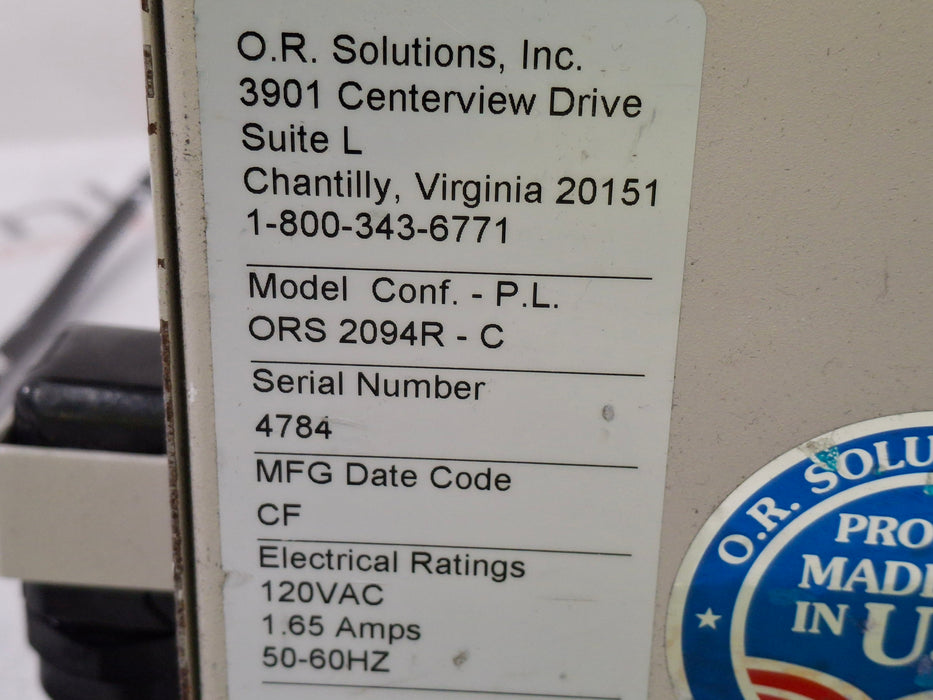 O.R. Solutions, Inc.
3901 Centerview Drive
Suite L
Chantilly, Virginia 20151
1-800-343-6771
Model Conf. - P.L.
ORS 2094R - C
Serial Number
4784
MFG Date Code
CF
Electrical Ratings
120VAC
1.65 Amps
50-60HZ
O.R. SOLU
PRO
MAD
IN U